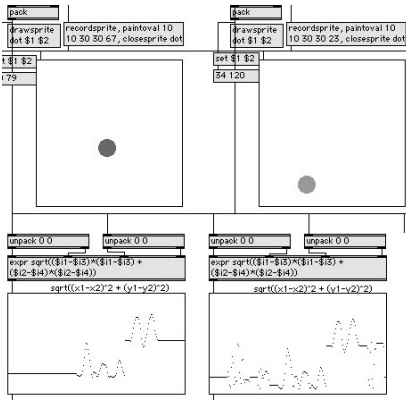 pack
drawsprite
dot $1 $2
recordsprite, paintoval 10
10 30 30 67, closesprite dot
t $1 $2
79
pack
drawsprite
dot $1 $2
recordsprite, paintoval 10
10 30 30 23, closesprite dot
set $1 $2
34 120
unpack 0 0
unpack 0 0
expr sqrt(($i1-$i3)*($i1-$i3) +
($i2-$i4)*($i2-$i4))
sqrt((x1-x2)^2 + (y1-y2)^2)
unpack 0 0
unpack 0 0
expr sqrt(($i1-$i3)*($i1-$i3) +
($i2-$i4)*($i2-$i4))
sqrt((x1-x2)^2 + (y1-y2)^2)